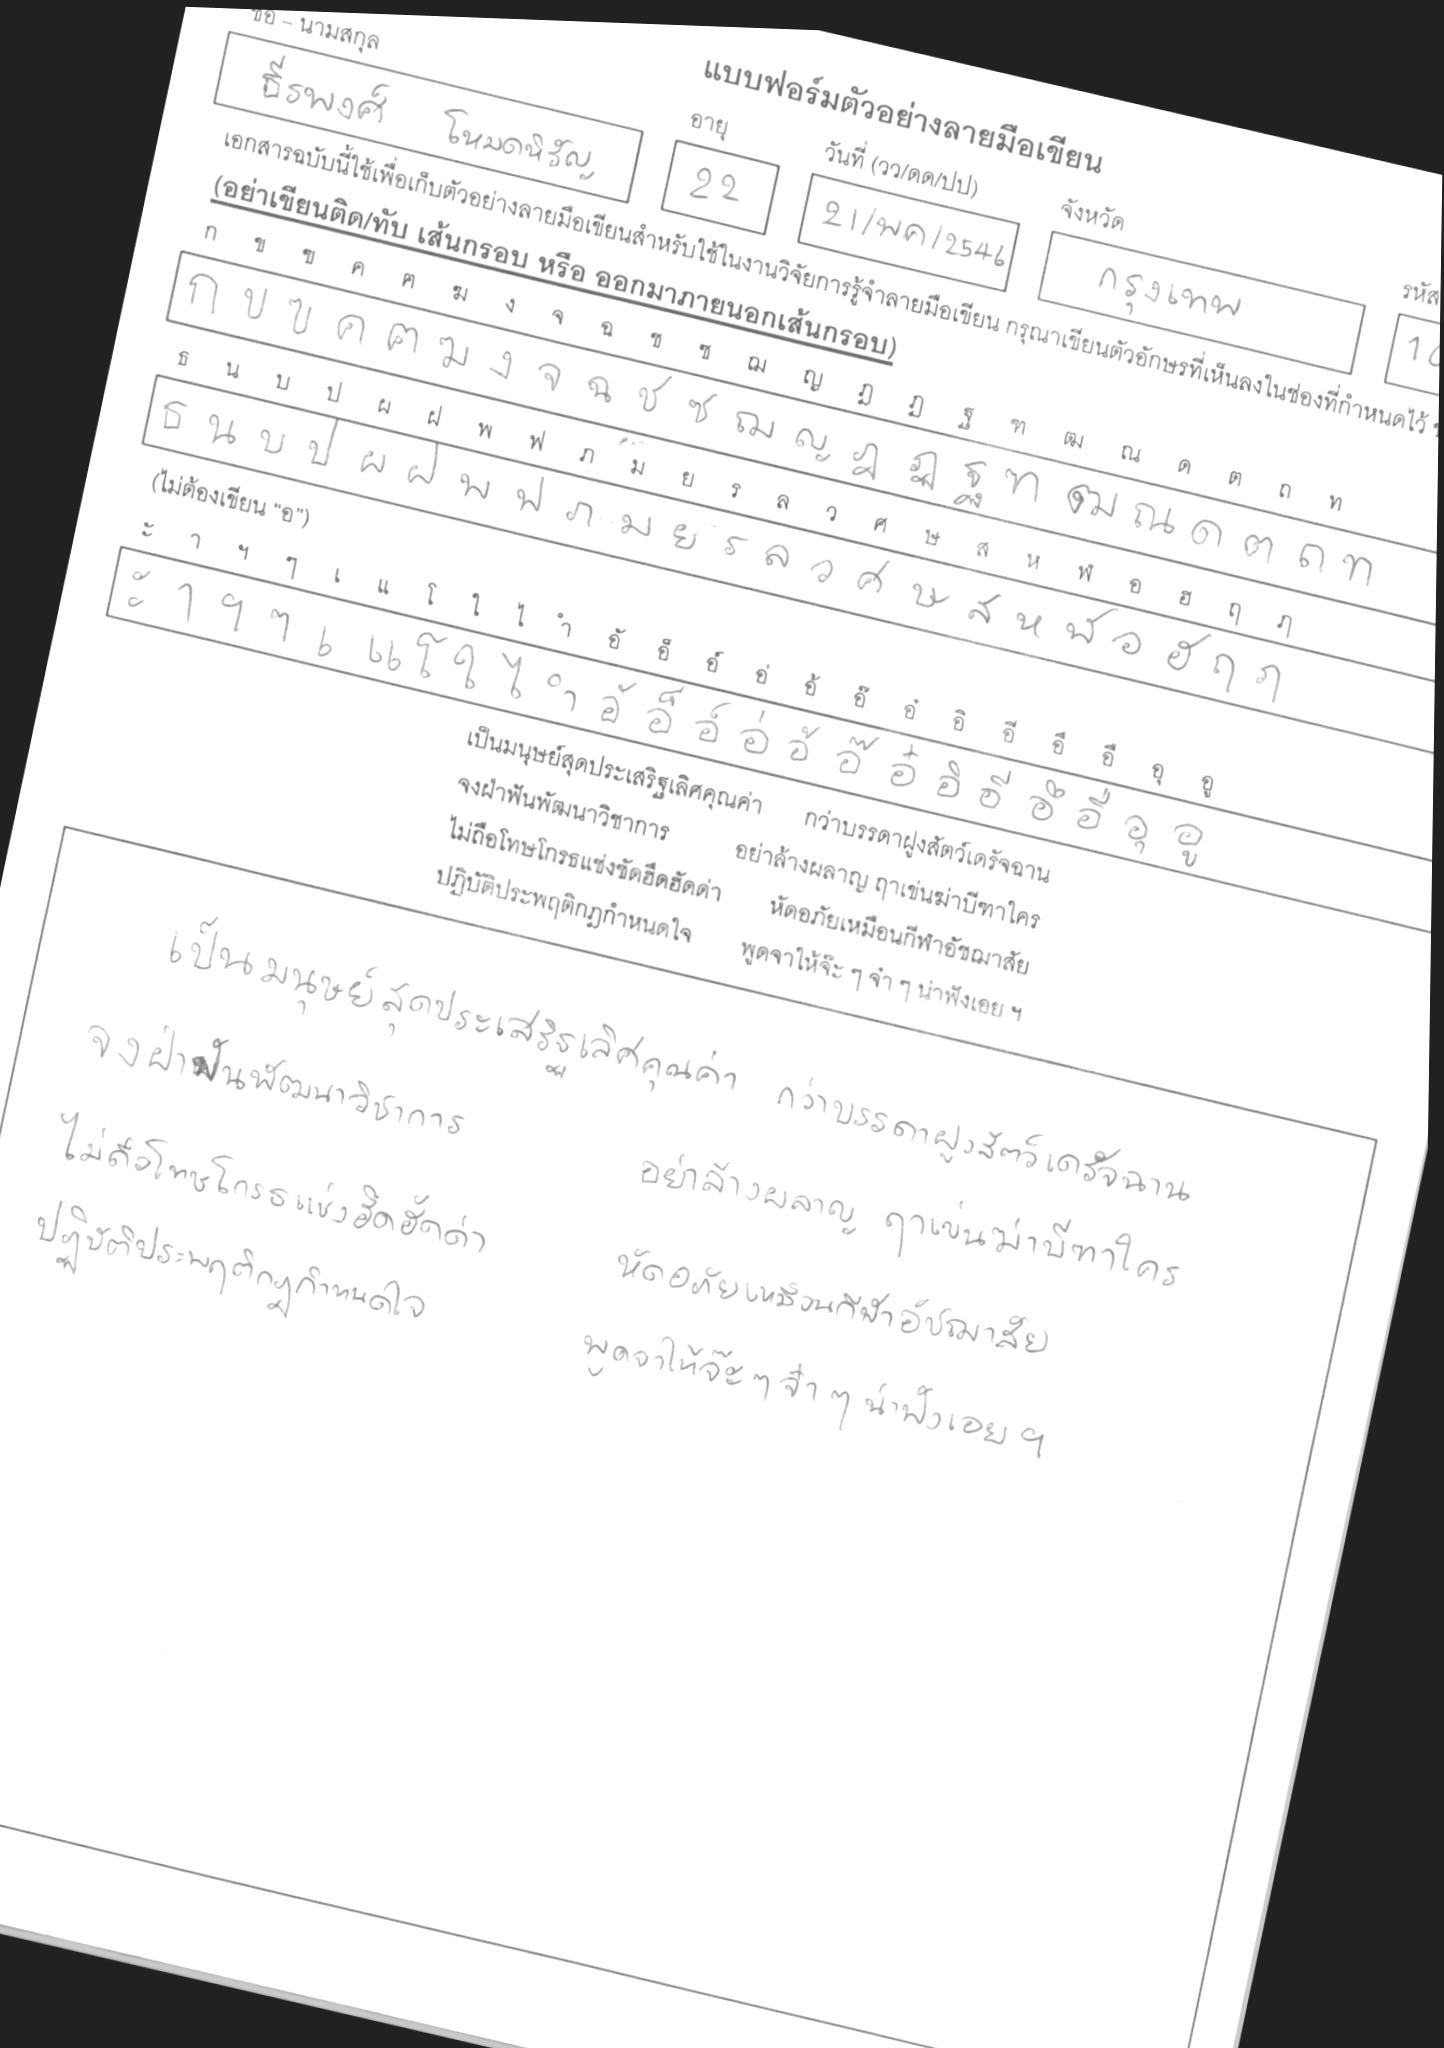 แบบฟอร์มตัวอย่างลายมือเขียน
ชื่อ – นามสกุล
อายุ
วันที่ (วว/ดด/ปป)
จังหวัด
รหัส
ธีรพงศ์ โหมดหิรัญ
22
21/พค/2546
กรุงเทพ
เอกสารฉบับนี้ใช้เพื่อเก็บตัวอย่างลายมือเขียนสำหรับใช้ในงานวิจัยการรู้จำลายมือเขียน กรุณาเขียนตัวอักษรที่เห็นลงในช่องที่กำหนดไว้
(อย่าเขียนติด/ทับ เส้นกรอบ หรือ ออกมาภายนอกเส้นกรอบ)
ก ข ฃ ค ฅ ฆ ง จ ฉ ช ซ ฌ ญ ฎ ฏ ฐ ฑ ฒ ณ ด ต ถ ท
ก ข ฃ ค ฅ ฆ ง จ ฉ ช ซ ฌ ญ ฎ ฏ ฐ ฑ ฒ ณ ด ต ถ ท
ธ น บ ป ผ ฝ พ ฟ ภ ม ย ร ล ว ศ ษ ส ห ฬ อ ฮ ฤ ฦ
ธ น บ ป ผ ฝ พ ฟ ภ ม ย ร ล ว ศ ษ ส ห ฬ อ ฮ ฤ ฦ
(ไม่ต้องเขียน "อ")
ะ้ า ฯ ๆ เ แ โ ใ ไ ำ อั อ็ อ์ อ่ อ้ อ๊ อ๋ อิ อี อึ อื อุ อู
ะ้ า ฯ ๆ เ แ โ ใ ไ ำ อั อ็ อ์ อ่ อ้ อ๊ อ๋ อิ อี อึ อื อุ อู
เป็นมนุษย์สุดประเสริฐเลิศคุณค่า กว่าบรรดาฝูงสัตว์เดรัจฉาน
จงฝ่าฟันพัฒนาวิชาการ อย่าล้างผลาญ ฤาเข่นฆ่าบีฑาใคร
ไม่ถือโทษโกรธแช่งซัดฮึดฮัดด่า หัดอภัยเหมือนกีฬาอัชฌาสัย
ปฏิบัติประพฤติกฎกำหนดใจ พูดจาให้จ๊ะ ๆ จ๋า ๆ น่าฟังเอย ฯ
เป็นมนุษย์สุดประเสริฐเลิศคุณค่า กว่าบรรดาฝูงสัตว์เดรัจฉาน
จงฝ่าฟันพัฒนาวิชาการ อย่าล้างผลาญ ฤาเข่นฆ่าบีฑาใคร
ไม่ถือโทษโกรธแช่งฮึดฮัดด่า หัดอภัยเหมือนกีฬาอัชฌาสัย
ปฏิบัติประพฤติกฎกำหนดใจ พูดจาให้จ๊ะ ๆ จ๋า ๆ น่าฟังเอย ฯ